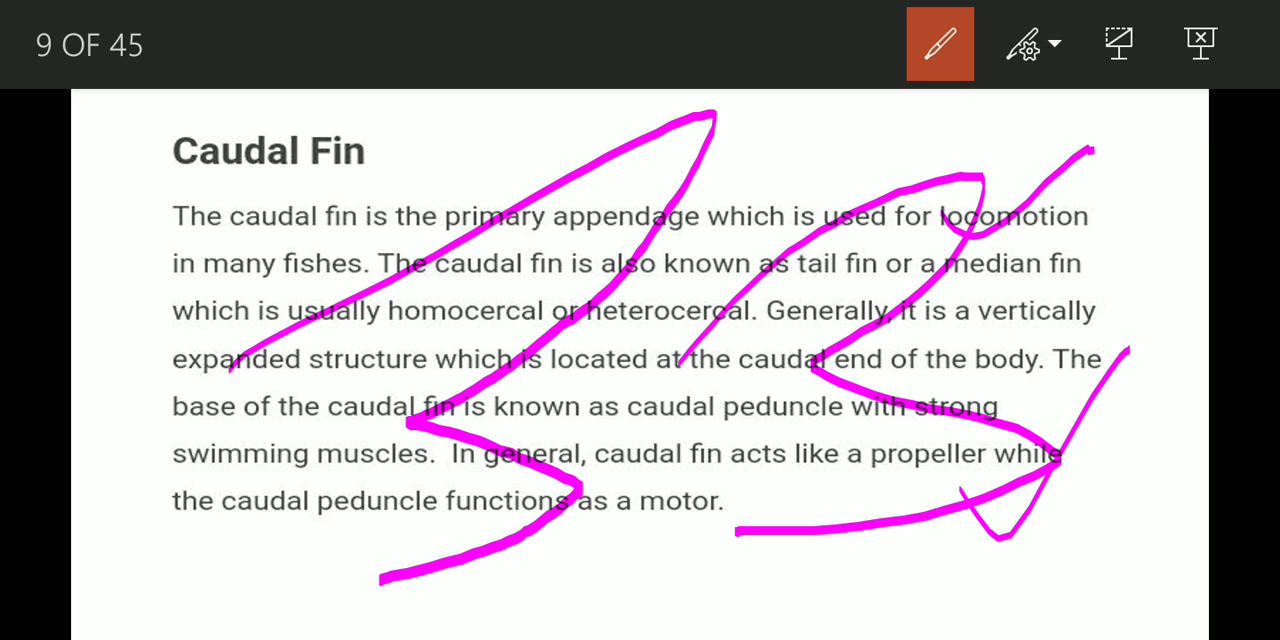 9 OF 45
Caudal Fin
The caudal fin is the primary appendage which is used for locomotion
in many fishes. The caudal fin is also known as tail fin or a median fin
which is usually homocercal or heterocercal. Generally, it is a vertically
expanded structure which is located at the caudal end of the body. The
base of the caudal fin is known as caudal peduncle with strong
swimming muscles.  In general, caudal fin acts like a propeller while
the caudal peduncle functions as a motor.